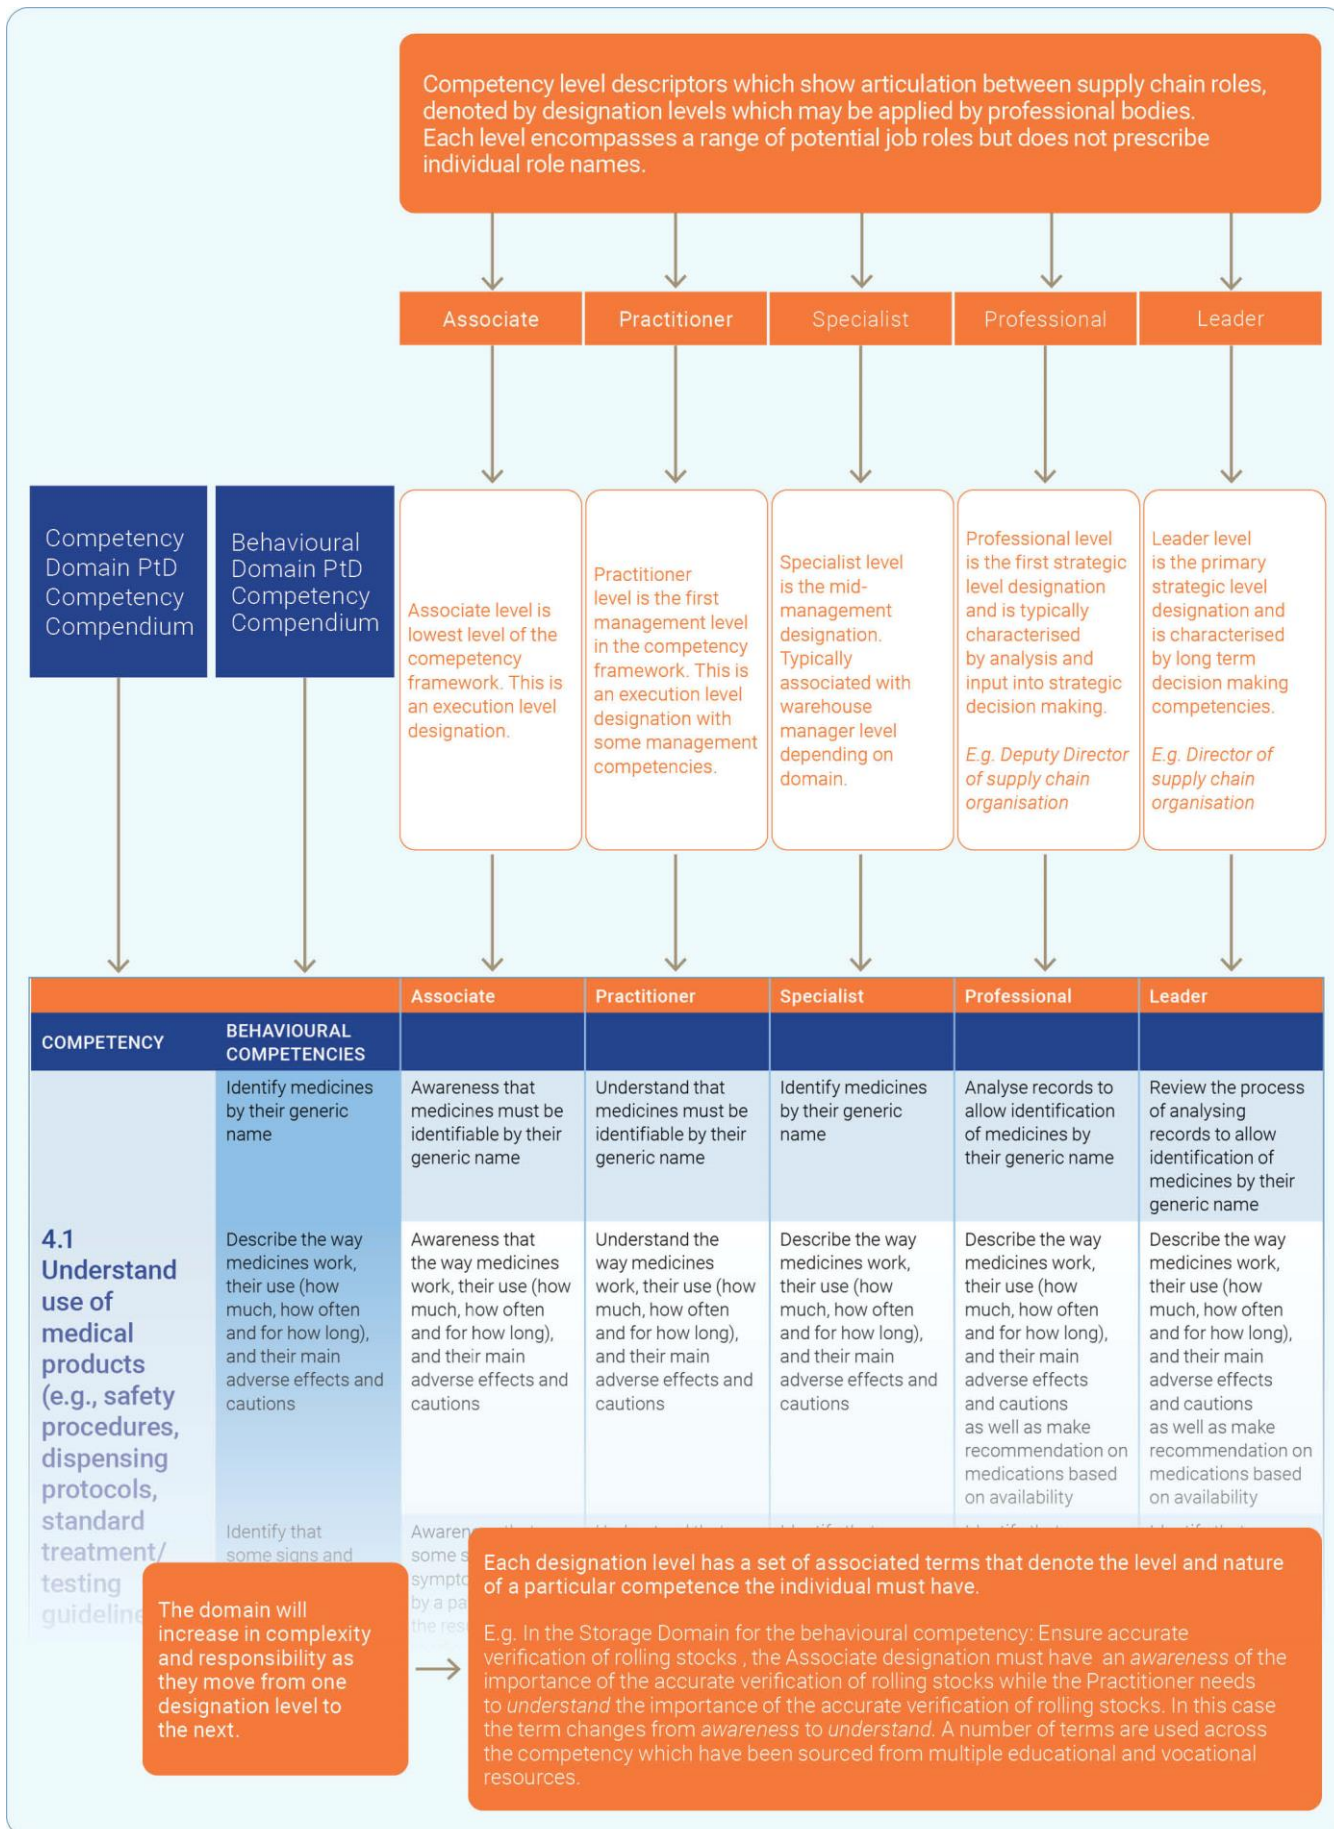 Competency level descriptors which show articulation between supply chain roles,
denoted by designation levels which may be applied by professional bodies.
Each level encompasses a range of potential job roles but does not prescribe
individual role names.
Associate
Practitioner
Specialist
Professional
Leader
Competency
Domain PtD
Competency
Compendium
Behavioural
Domain PtD
Competency
Compendium
Associate level is
lowest level of the
comepetency
framework. This is
an execution level
designation.
Practitioner
level is the first
management level
in the competency
framework. This is
an execution level
designation with
some management
competencies.
Specialist level
is the mid-
management
designation.
Typically
associated with
warehouse
manager level
depending on
domain.
Professional level
is the first strategic
level designation
and is typically
characterised
by analysis and
input into strategic
decision making.
E.g. Deputy Director
of supply chain
organisation
Leader level
is the primary
strategic level
designation and
is characterised
by long term
decision making
competencies.
E.g. Director of
supply chain
organisation
Associate
Practitioner
Specialist
Professional
Leader
COMPETENCY
BEHAVIOURAL
COMPETENCIES
4.1
Understand
use of
medical
products
(e.g., safety
procedures,
dispensing
protocols,
standard
treatment/
testing
guideline
Identify medicines
by their generic
name
Awareness that
medicines must be
identifiable by their
generic name
Understand that
medicines must be
identifiable by their
generic name
Identify medicines
by their generic
name
Analyse records to
allow identification
of medicines by
their generic name
Review the process
of analysing
records to allow
identification of
medicines by their
generic name
Describe the way
medicines work,
their use (how
much, how often
and for how long),
and their main
adverse effects and
cautions
Awareness that
the way medicines
work, their use (how
much, how often
and for how long),
and their main
adverse effects and
cautions
Understand the
way medicines
work, their use (how
much, how often
and for how long),
and their main
adverse effects and
cautions
Describe the way
medicines work,
their use (how
much, how often
and for how long),
and their main
adverse effects and
cautions
Describe the way
medicines work,
their use (how
much, how often
and for how long),
and their main
adverse effects
and cautions
as well as make
recommendation on
medications based
on availability
Describe the way
medicines work,
their use (how
much, how often
and for how long),
and their main
adverse effects
and cautions
as well as make
recommendation on
medications based
on availability
Identify that
some signs and
some s
sympto
by a pa
the res
The domain will
increase in complexity
and responsibility as
they move from one
designation level to
the next.
Each designation level has a set of associated terms that denote the level and nature
of a particular competence the individual must have.
E.g. In the Storage Domain for the behavioural competency: Ensure accurate
verification of rolling stocks , the Associate designation must have an awareness of the
importance of the accurate verification of rolling stocks while the Practitioner needs
to understand the importance of the accurate verification of rolling stocks. In this case
the term changes from awareness to understand. A number of terms are used across
the competency which have been sourced from multiple educational and vocational
resources.